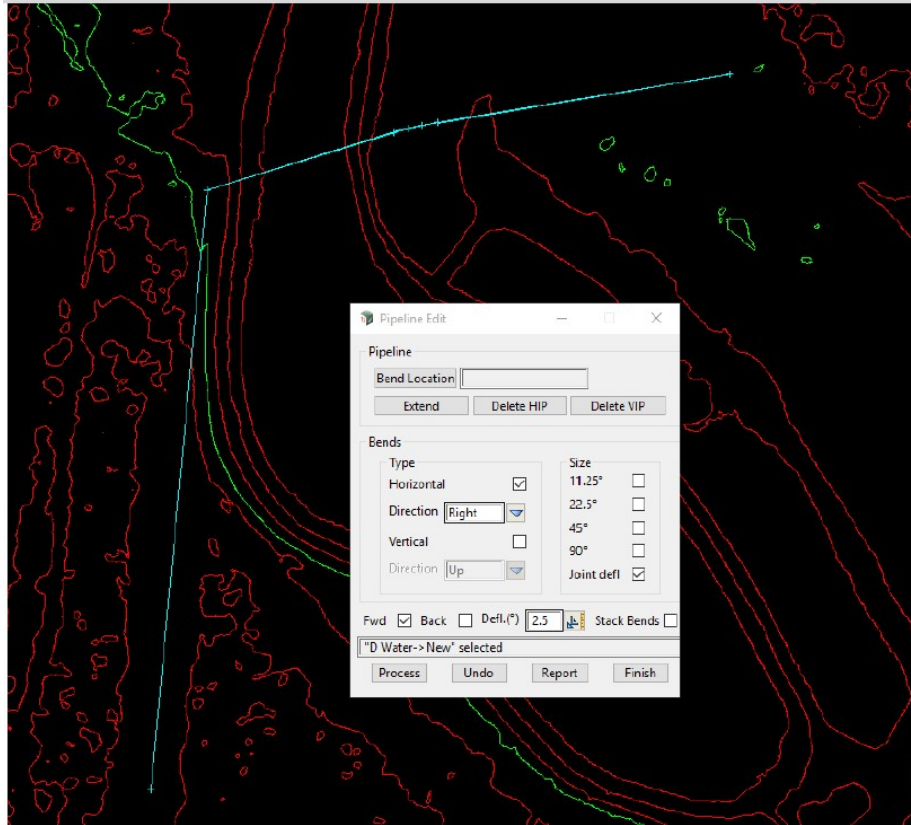 Pipeline Edit
Pipeline
Bend Location
Extend Delete HIP Delete VIP
Bends
Type Size
Horizontal 11.25°
Direction Right 22.5°
Vertical 45°
Direction Up 90°
Joint defl
Fwd Back Defl.(°) 2.5 Stack Bends
"D Water->New" selected
Process Undo Report Finish